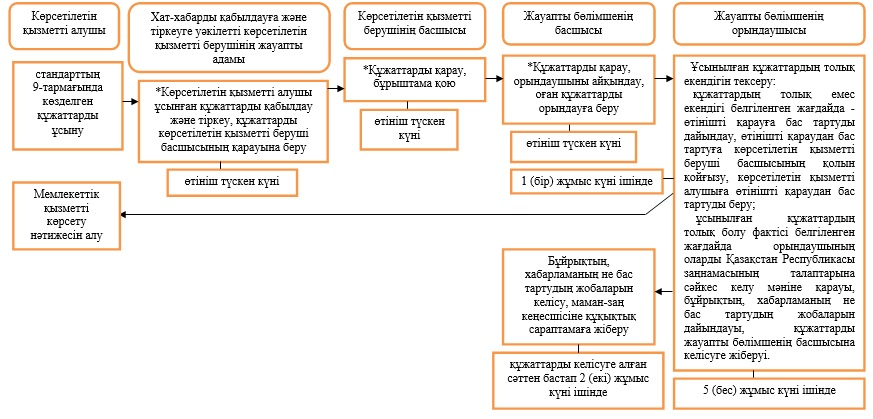 Көрсетілетін
қызметті алушы
Хат-хабарды қабылдауға және
тіркеуге уәкілетті көрсетілетін
қызметті берушінің жауапты
адамы
Көрсетілетін қызметті
берушінің басшысы
Жауапты бөлімшенің
басшысы
Жауапты бөлімшенің
орындаушысы
стандарттың
9-тармағында
көзделген
құжаттарды
ұсыну
*Көрсетілетін қызметті алушы
ұсынған құжаттарды қабылдау
және тіркеу, құжаттарды
көрсетілетін қызметті беруші
басшысының қарауына беру
өтініш түскен күні
*Құжаттарды қарау,
бұрыштама қою
өтініш түскен
күні
*Құжаттарды қарау,
орындаушыны айқындау,
оған құжаттарды
орындауға беру
өтініш түскен күні
1 (бір) жұмыс күні ішінде
Ұсынылған құжаттардың толық
екендігін тексеру:
құжаттардың толық емес
екендігі белгіленген жағдайда -
өтінішті қарауға бас тартуды
дайындау, өтінішті қараудан бас
тартуға көрсетілетін қызметті
беруші басшысының қолын
қойғызу, көрсетілетін қызметті
алушыға өтінішті қараудан бас
тартуды беру;
ұсынылған құжаттардың
толық болу фактісі белгіленген
жағдайда орындаушының
оларды Қазақстан Республикасы
заңнамасының талаптарына
сәйкес келу мәніне қарауы,
бұйрықтың, хабарламаның не
бас тартудың жобаларын
дайындауы, құжаттарды
жауапты бөлімшенің басшысына
келісуге жіберуі.
5 (бес) жұмыс күні ішінде
Мемлекеттік
қызметті
көрсету
нәтижесін алу
Бұйрықтың,
хабарламаның не бас
тартудың жобаларын
келісу, маман-заң
кеңесшісіне құқықтық
сараптамаға жіберу
құжаттарды келісуге алған
сәттен бастап 2 (екі) жұмыс
күні ішінде